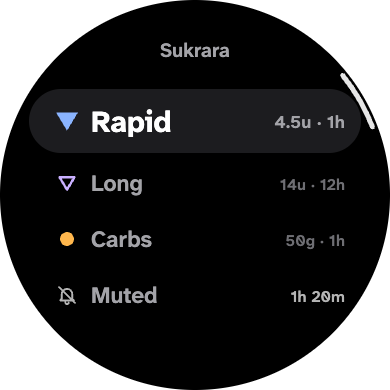 Sukrara
Rapid 4.5u · 1h
Long 14u · 12h
Carbs 50g · 1h
Muted 1h 20m